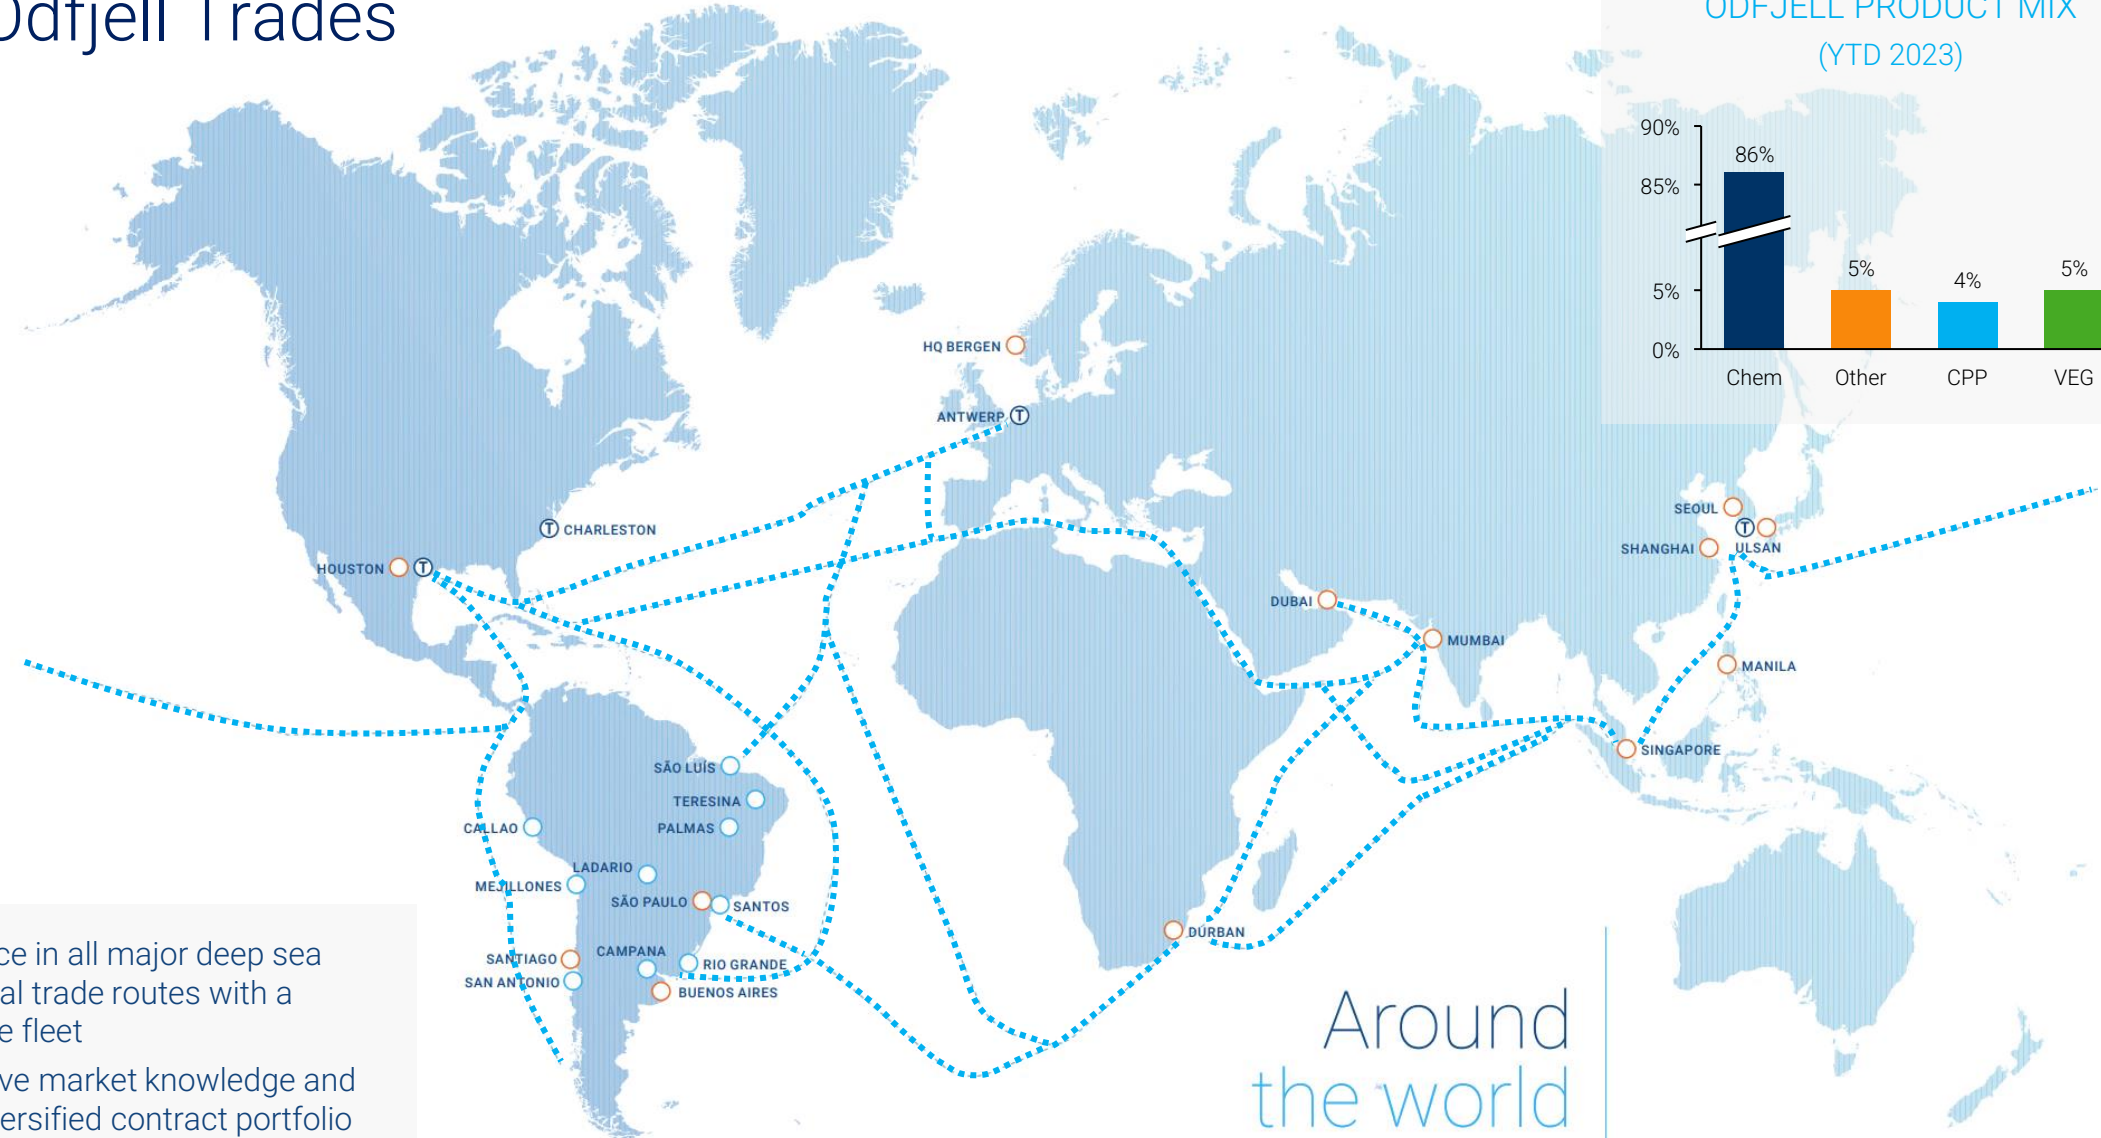 Odfjell Trades
ODFJELL PRODUCT MIX
(YTD 2023)
90%
85%
5%
0%
86%
5%
4%
5%
Chem
Other
CPP
VEG
HQ BERGEN
ANTWERP T
T CHARLESTON
HOUSTON T
SEOUL
T
SHANGHAI
ULSAN
DUBAI
MUMBAI
MANILA
SINGAPORE
SÃO LUÍS
TERESINA
CALLAO
PALMAS
LADARIO
MEJILLONES
SÃO PAULO
SANTOS
DURBAN
CAMPANA
SANTIAGO
RIO GRANDE
SAN ANTONIO
BUENOS AIRES
ce in all major deep sea
al trade routes with a
e fleet
ve market knowledge and
ersified contract portfolio
Around
the world